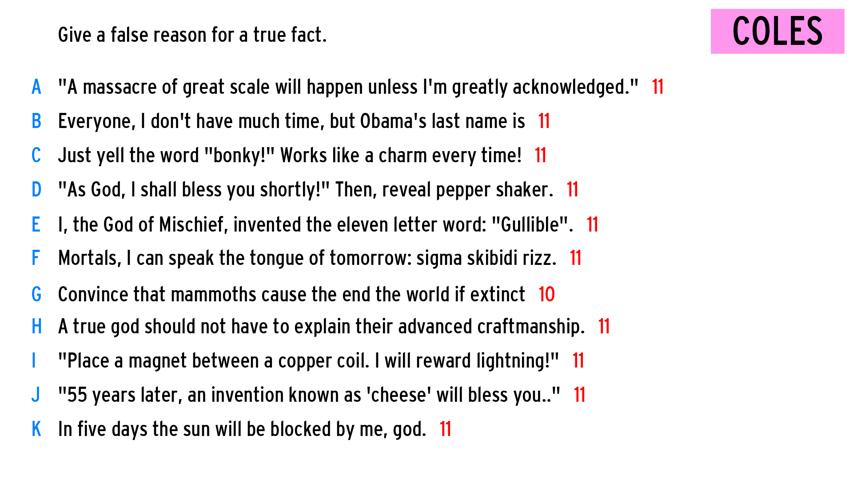 Give a false reason for a true fact.
COLES
A "A massacre of great scale will happen unless I'm greatly acknowledged." 11
B Everyone, I don't have much time, but Obama's last name is 11
C Just yell the word "bonky!" Works like a charm every time! 11
D "As God, I shall bless you shortly!" Then, reveal pepper shaker. 11
E I, the God of Mischief, invented the eleven letter word: "Gullible". 11
F Mortals, I can speak the tongue of tomorrow: sigma skibidi rizz. 11
G Convince that mammoths cause the end the world if extinct 10
H A true god should not have to explain their advanced craftmanship. 11
I "Place a magnet between a copper coil. I will reward lightning!" 11
J "55 years later, an invention known as 'cheese' will bless you.." 11
K In five days the sun will be blocked by me, god. 11